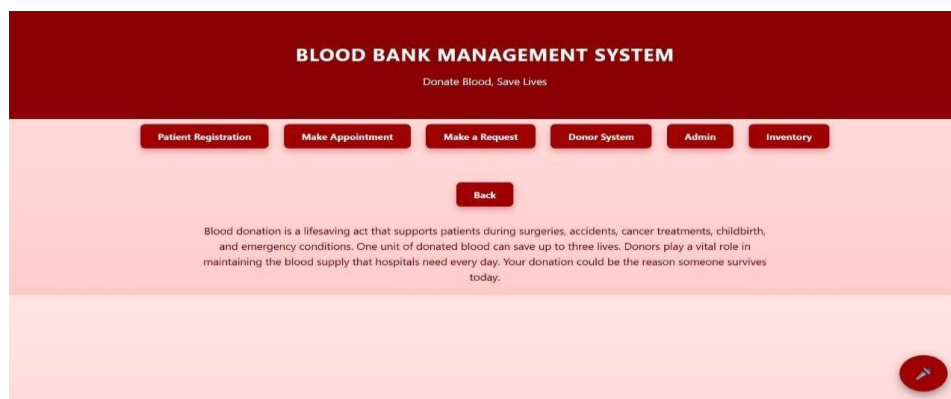 BLOOD BANK MANAGEMENT SYSTEM
Donate Blood, Save Lives
Patient Registration
Make Appointment
Make a Request
Donor System
Admin
Inventory
Back
Blood donation is a lifesaving act that supports patients during surgeries, accidents, cancer treatments, childbirth,
and emergency conditions. One unit of donated blood can save up to three lives. Donors play a vital role in
maintaining the blood supply that hospitals need every day. Your donation could be the reason someone survives
today.